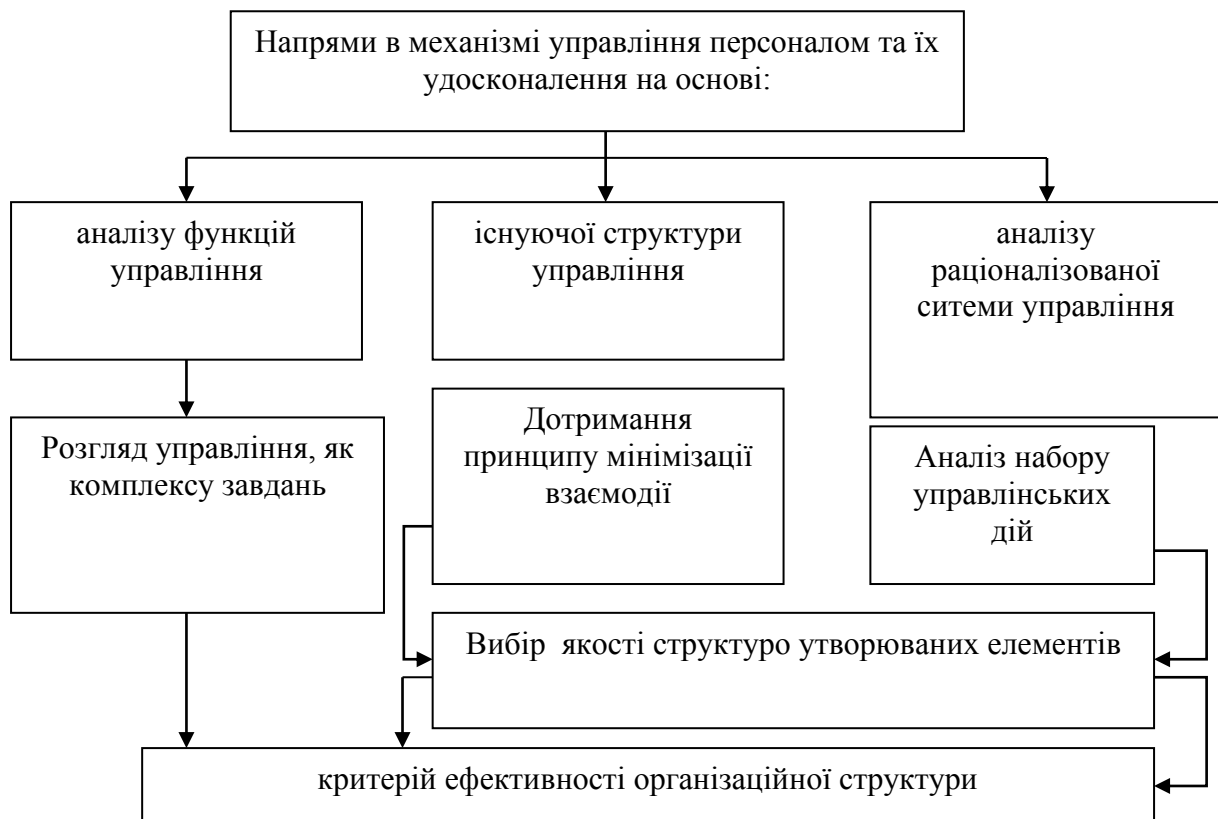 Напрями в механізмі управління персоналом та їх
удосконалення на основі:
аналізу функцій
управління
існуючої структури
управління
аналізу
раціоналізованої
ситеми управління
Розгляд управління, як
комплексу завдань
Дотримання
принципу мінімізації
взаємодії
Аналіз набору
управлінських
дій
Вибір  якості структуро утворюваних елементів
критерій ефективності організаційної структури